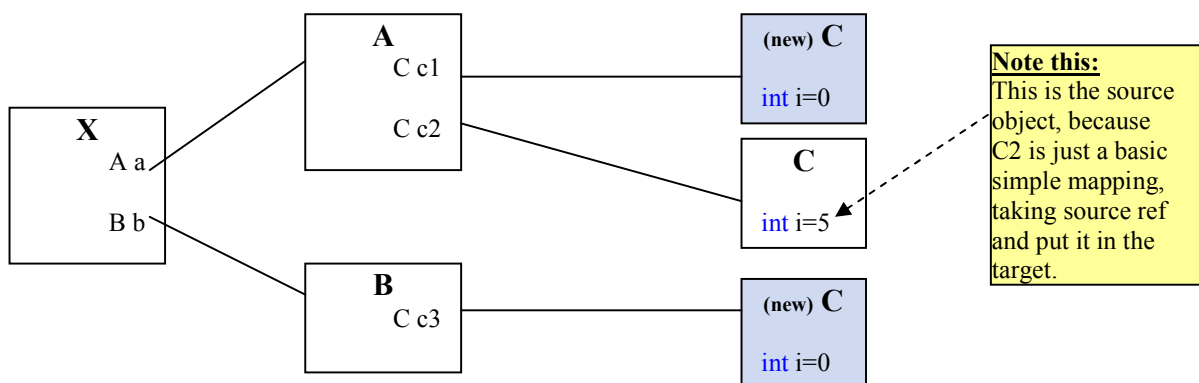 X
A a
B b
A
C c1
C c2
B
C c3
(new) C
int i=0
C
int i=5
(new) C
int i=0
Note this:
This is the source
object, because
C2 is just a basic
simple mapping,
taking source ref
and put it in the
target.